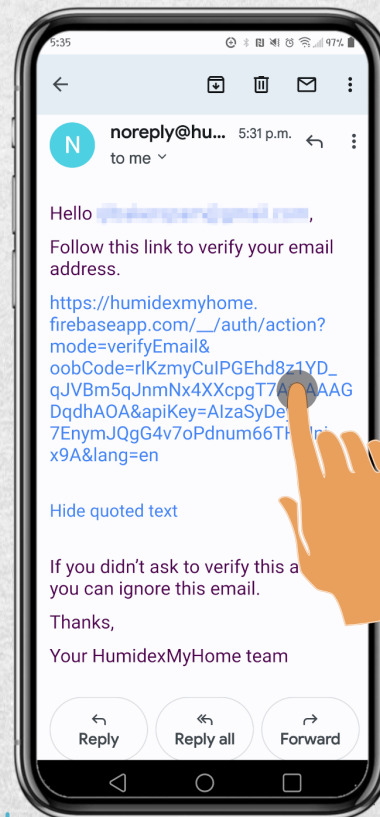 5:35 97%
N noreply@hu... 5:31 p.m.
to me
Hello ,
Follow this link to verify your email
address.
https://humidexmyhome.
firebaseapp.com/__/auth/action?
mode=verifyEmail&
oobCode=rlKzmyCuIPGEhd8z1YD_
qJVBm5qJnmNx4XXcpgT7A AAAG
DqdhAOA&apiKey=AIzaSyDe
7EnymJQgG4v7oPdnum66T
x9A&lang=en
Hide quoted text
If you didn't ask to verify this a
you can ignore this email.
Thanks,
Your HumidexMyHome team
Reply Reply all Forward